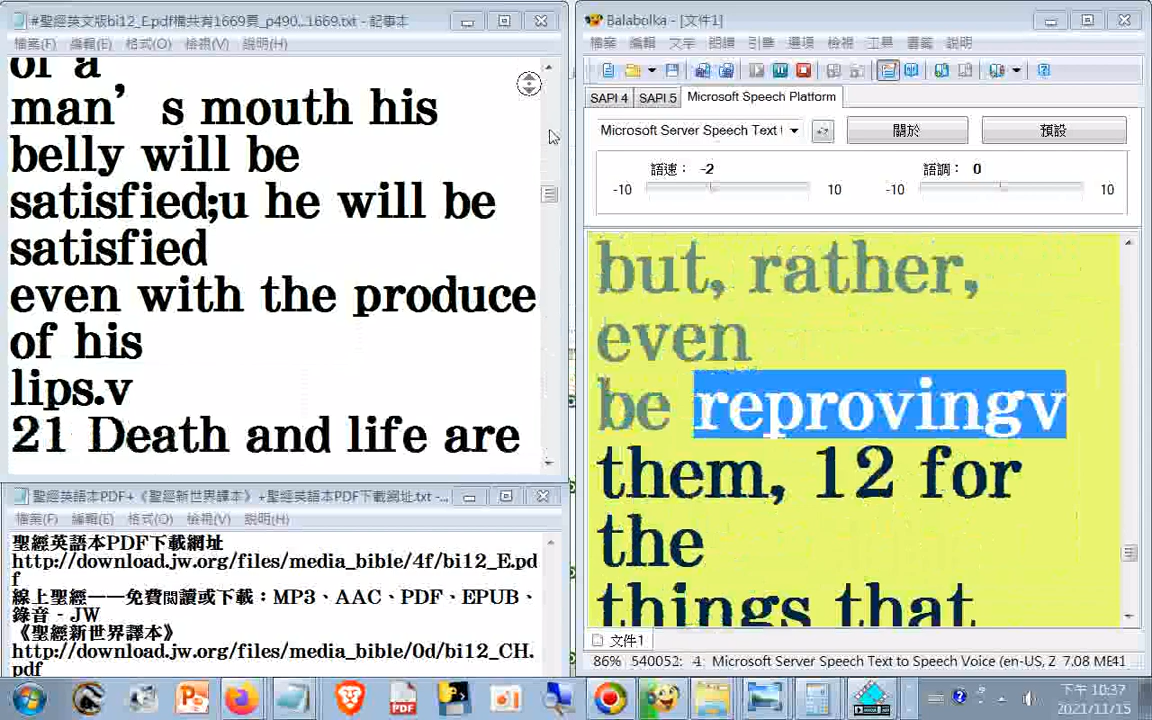 #聖經英文版bi12_E.pdf檔共有1669頁_p490...1669.txt - 記事本
檔案(F) 編輯(E) 格式(O) 檢視(V) 說明(H)
of a
man’s mouth his
belly will be
satisfied;u he will be
satisfied
even with the produce
of his
lips.v
21 Death and life are
聖經英語本PDF+《聖經新世界譯本》+聖經英語本PDF下載網址.txt - ...
檔案(F) 編輯(E) 格式(O) 檢視(V) 說明(H)
聖經英語本PDF下載網址
http://download.jw.org/files/media_bible/4f/bi12_E.pd
f
線上聖經——免費閱讀或下載：MP3、AAC、PDF、EPUB、
錄音 - JW
《聖經新世界譯本》
http://download.jw.org/files/media_bible/0d/bi12_CH.
pdf
Balabolka - [文件1]
檔案 編輯 文字 朗讀 引擎 選項 檢視 工具 書籤 說明
SAPI 4 SAPI 5 Microsoft Speech Platform
Microsoft Server Speech Text 關於 預設
語速： -2 語調： 0
-10 10 -10 10
but, rather,
even
be reprovingv
them, 12 for
the
things that
文件1
86% 540052: 4: Microsoft Server Speech Text to Speech Voice (en-US, Z 7.08 ME41
下午 10:37
2021/11/15